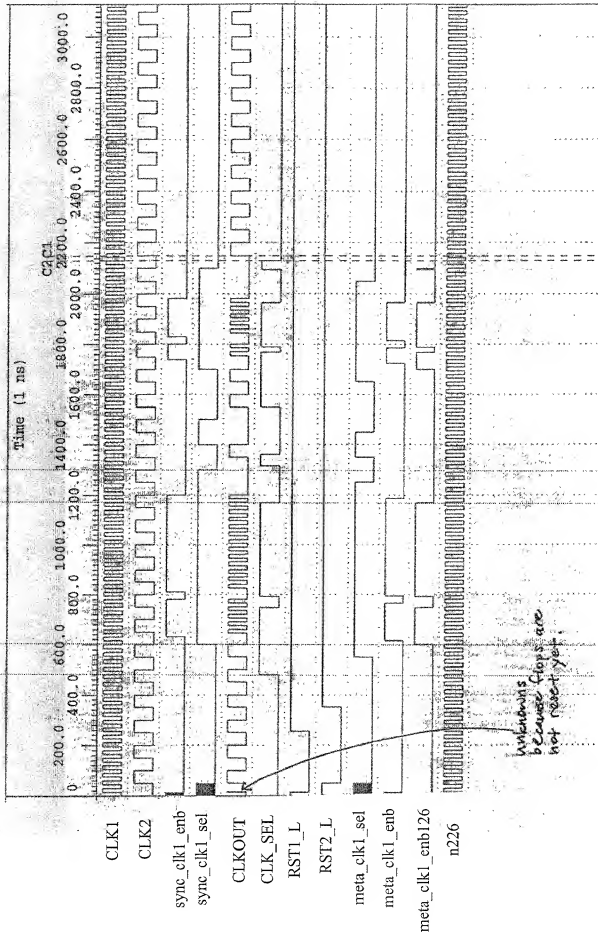 Time (1 ns)
C2C1
0 200.0 400.0 600.0 800.0 1000.0 1200.0 1400.0 1600.0 1800.0 2000.0 2200.0 2400.0 2600.0 2800.0 3000.0
CLK1
CLK2
sync_clk1_enb
sync_clk1_sel
CLKOUT
CLK_SEL
RST1_L
RST2_L
meta_clk1_sel
meta_clk1_enb
meta_clk1_enb126
n226
unknowns
because flops are
not reset yet.